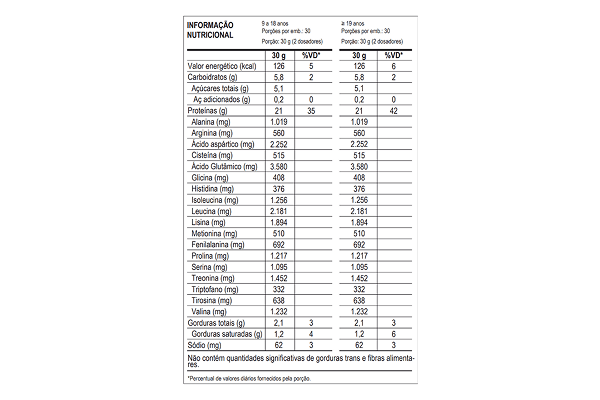 INFORMAÇÃO NUTRICIONAL
9 a 18 anos
Porções por emb.: 30
Porção: 30 g (2 dosadores)
≥ 19 anos
Porções por emb.: 30
Porção: 30 g (2 dosadores)
30 g %VD* 30 g %VD*
Valor energético (kcal) 126 5 126 6
Carboidratos (g) 5,8 2 5,8 2
Açúcares totais (g) 5,1 5,1
Aç adicionados (g) 0,2 0 0,2 0
Proteínas (g) 21 35 21 42
Alanina (mg) 1.019 1.019
Arginina (mg) 560 560
Ácido aspártico (mg) 2.252 2.252
Cisteína (mg) 515 515
Ácido Glutâmico (mg) 3.580 3.580
Glicina (mg) 408 408
Histidina (mg) 376 376
Isoleucina (mg) 1.256 1.256
Leucina (mg) 2.181 2.181
Lisina (mg) 1.894 1.894
Metionina (mg) 510 510
Fenilalanina (mg) 692 692
Prolina (mg) 1.217 1.217
Serina (mg) 1.095 1.095
Treonina (mg) 1.452 1.452
Triptofano (mg) 332 332
Tirosina (mg) 638 638
Valina (mg) 1.232 1.232
Gorduras totais (g) 2,1 3 2,1 3
Gorduras saturadas (g) 1,2 4 1,2 6
Sódio (mg) 62 3 62 3
Não contém quantidades significativas de gorduras trans e fibras alimenta-
res.
*Percentual de valores diários fornecidos pela porção.